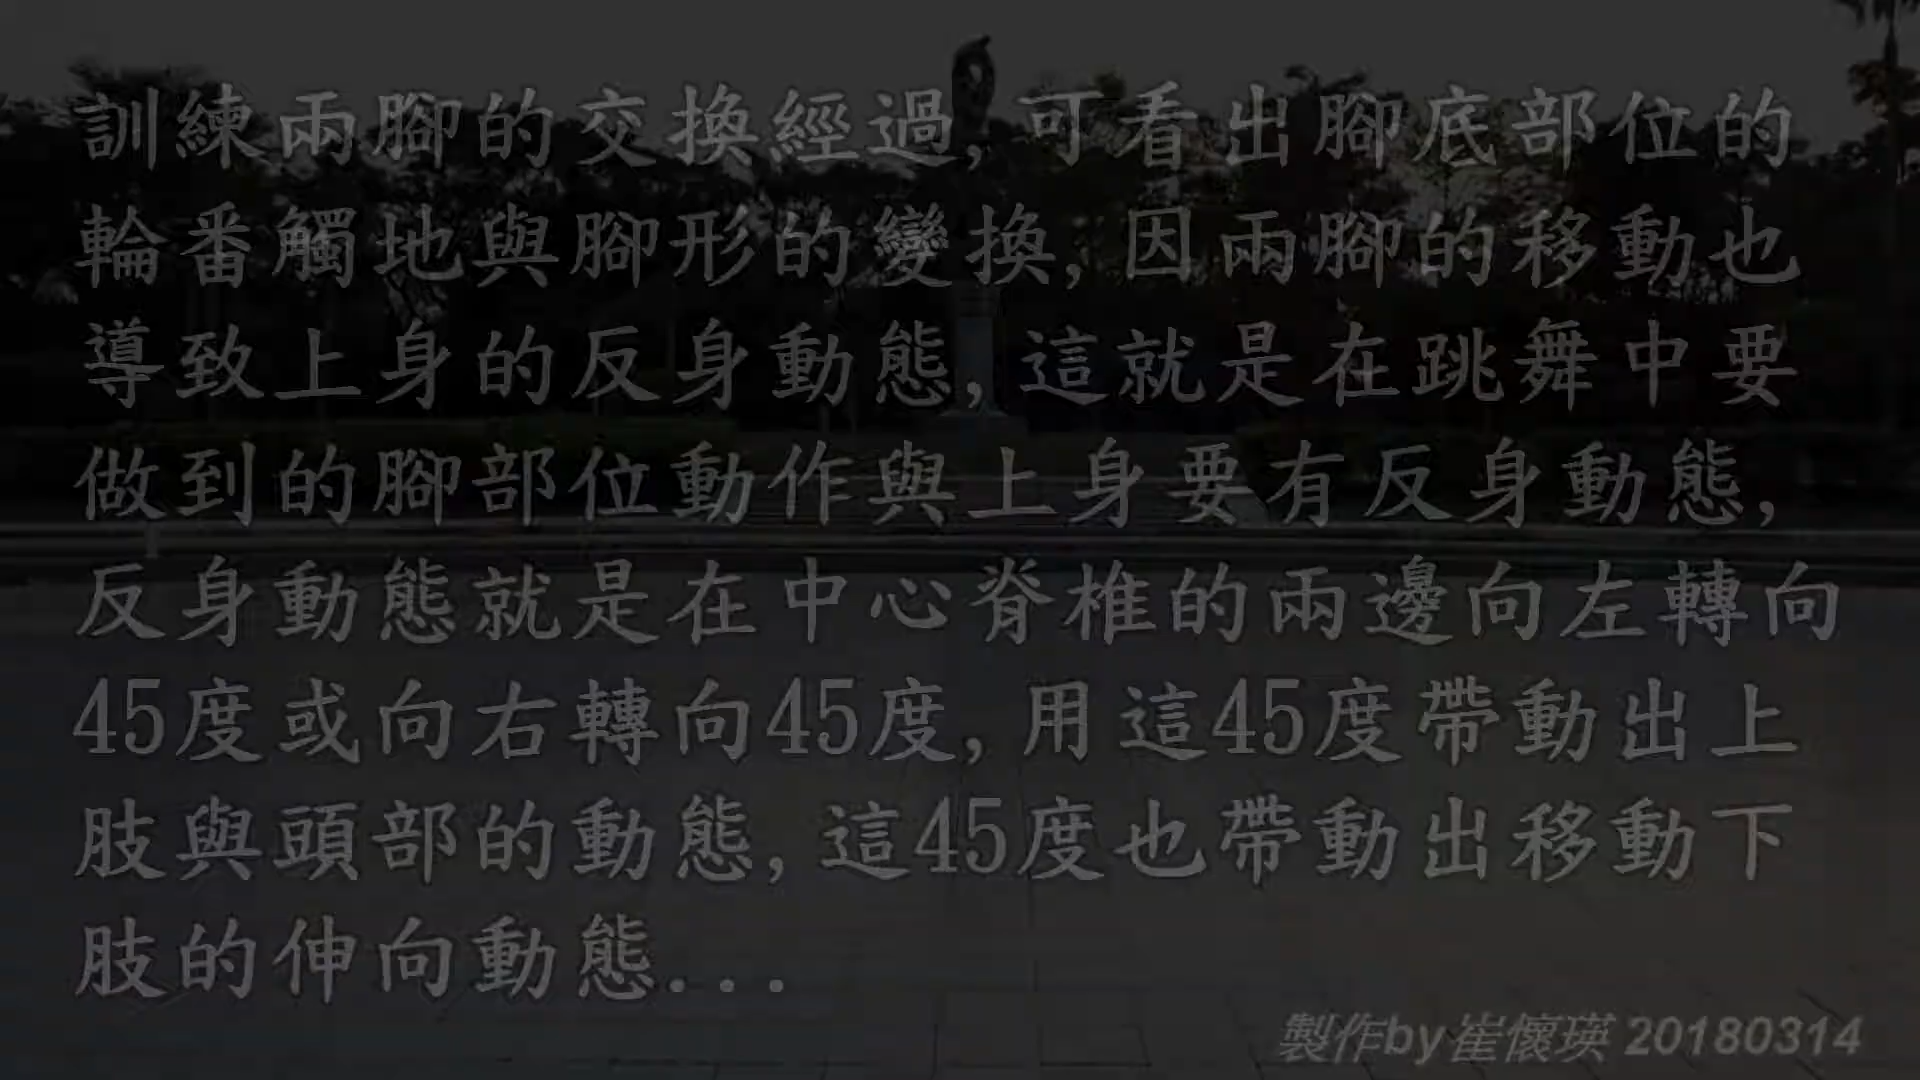 訓練兩腳的交換經過,可看出腳底部位的
輪番觸地與腳形的變換,因兩腳的移動也
導致上身的反身動態,這就是在跳舞中要
做到的腳部位動作與上身要有反身動態,
反身動態就是在中心脊椎的兩邊向左轉向
45度或向右轉向45度,用這45度帶動出上
肢與頭部的動態,這45度也帶動出移動下
肢的伸向動態...
製作by崔懷瑛 20180314